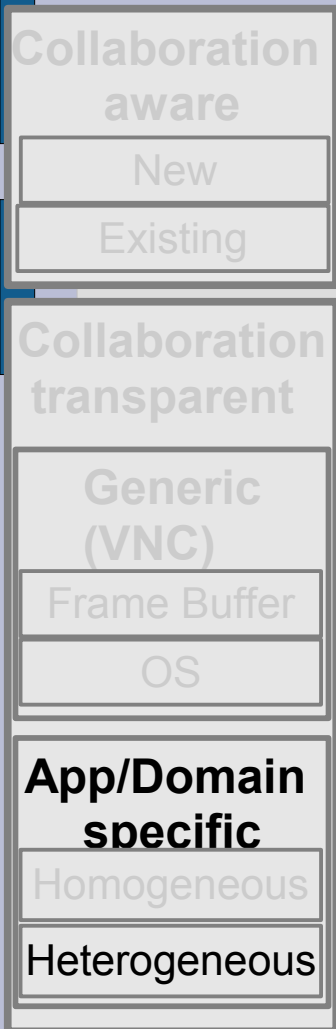 Collaboration
aware
New
Existing
Collaboration
transparent
Generic
(VNC)
Frame Buffer
OS
App/Domain
specific
Homogeneous
Heterogeneous